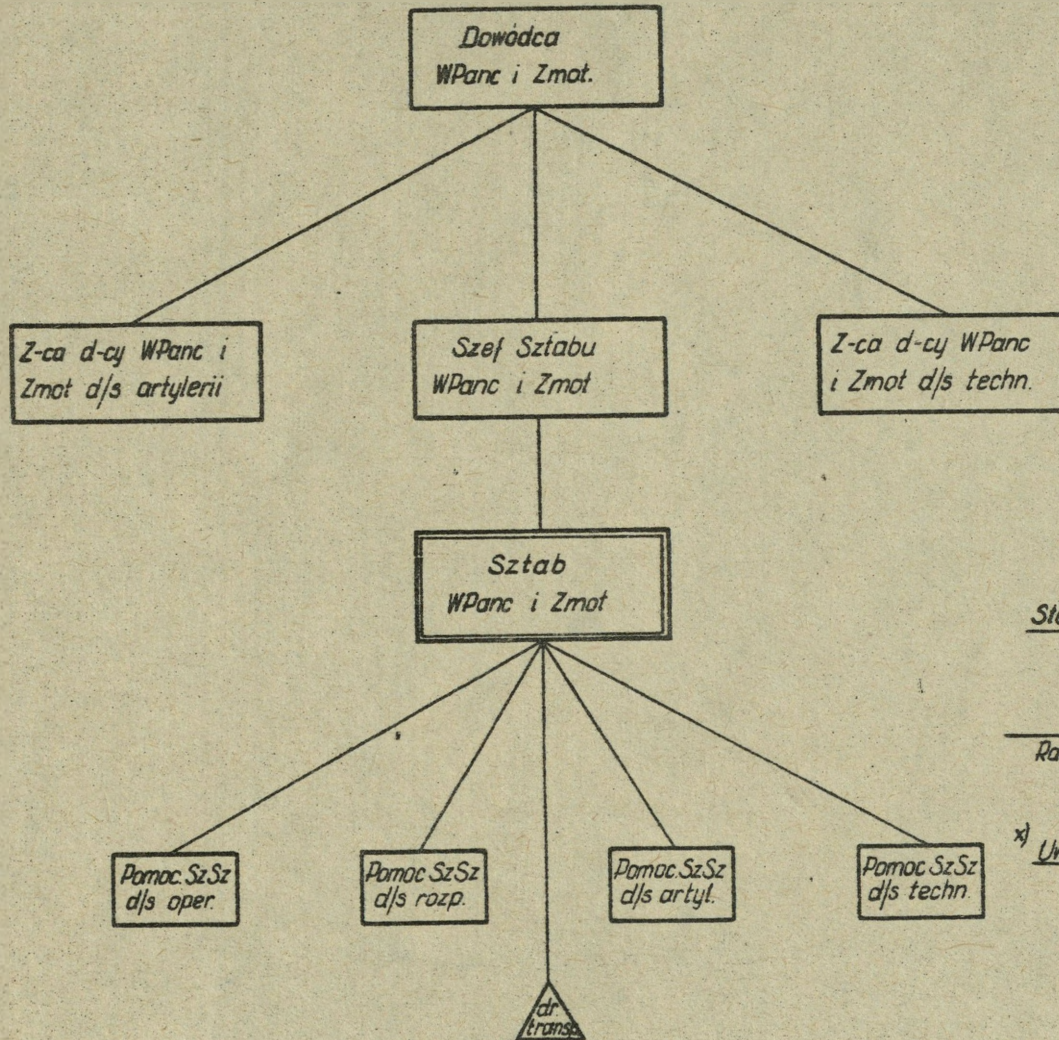 Dowódca
WPanc i Zmot.
Z-ca d-cy WPanc i
Zmot d/s artylerii
Szef Sztabu
WPanc i Zmot
Z-ca d-cy WPanc
i Zmot d/s techn.
Sztab
WPanc i Zmot
x)
Pomoc. SzSz
d/s oper.
Pomoc SzSz
d/s rozp.
Pomoc. SzSz
d/s artyl.
Pomoc SzSz
d/s techn.
dr.
transp.